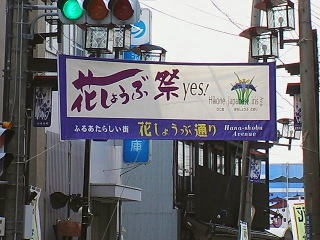 花しょうぶ 祭 yes!
Hikone Japanese iris
ふるあたらしい街 花しょうぶ通り Hana-shobu Avenue
庫